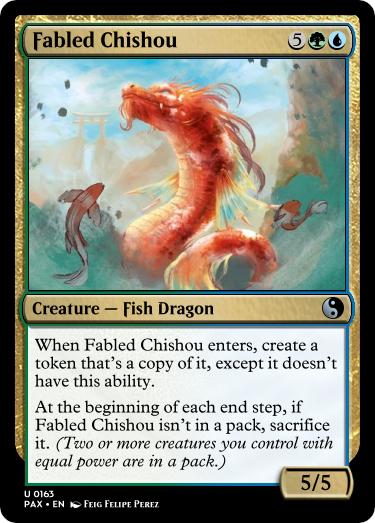 Fabled Chishou 5
Creature — Fish Dragon
When Fabled Chishou enters, create a
token that's a copy of it, except it doesn't
have this ability.
At the beginning of each end step, if
Fabled Chishou isn't in a pack, sacrifice
it. (Two or more creatures you control with
equal power are in a pack.)
5/5
U 0163
PAX • EN Feig Felipe Perez